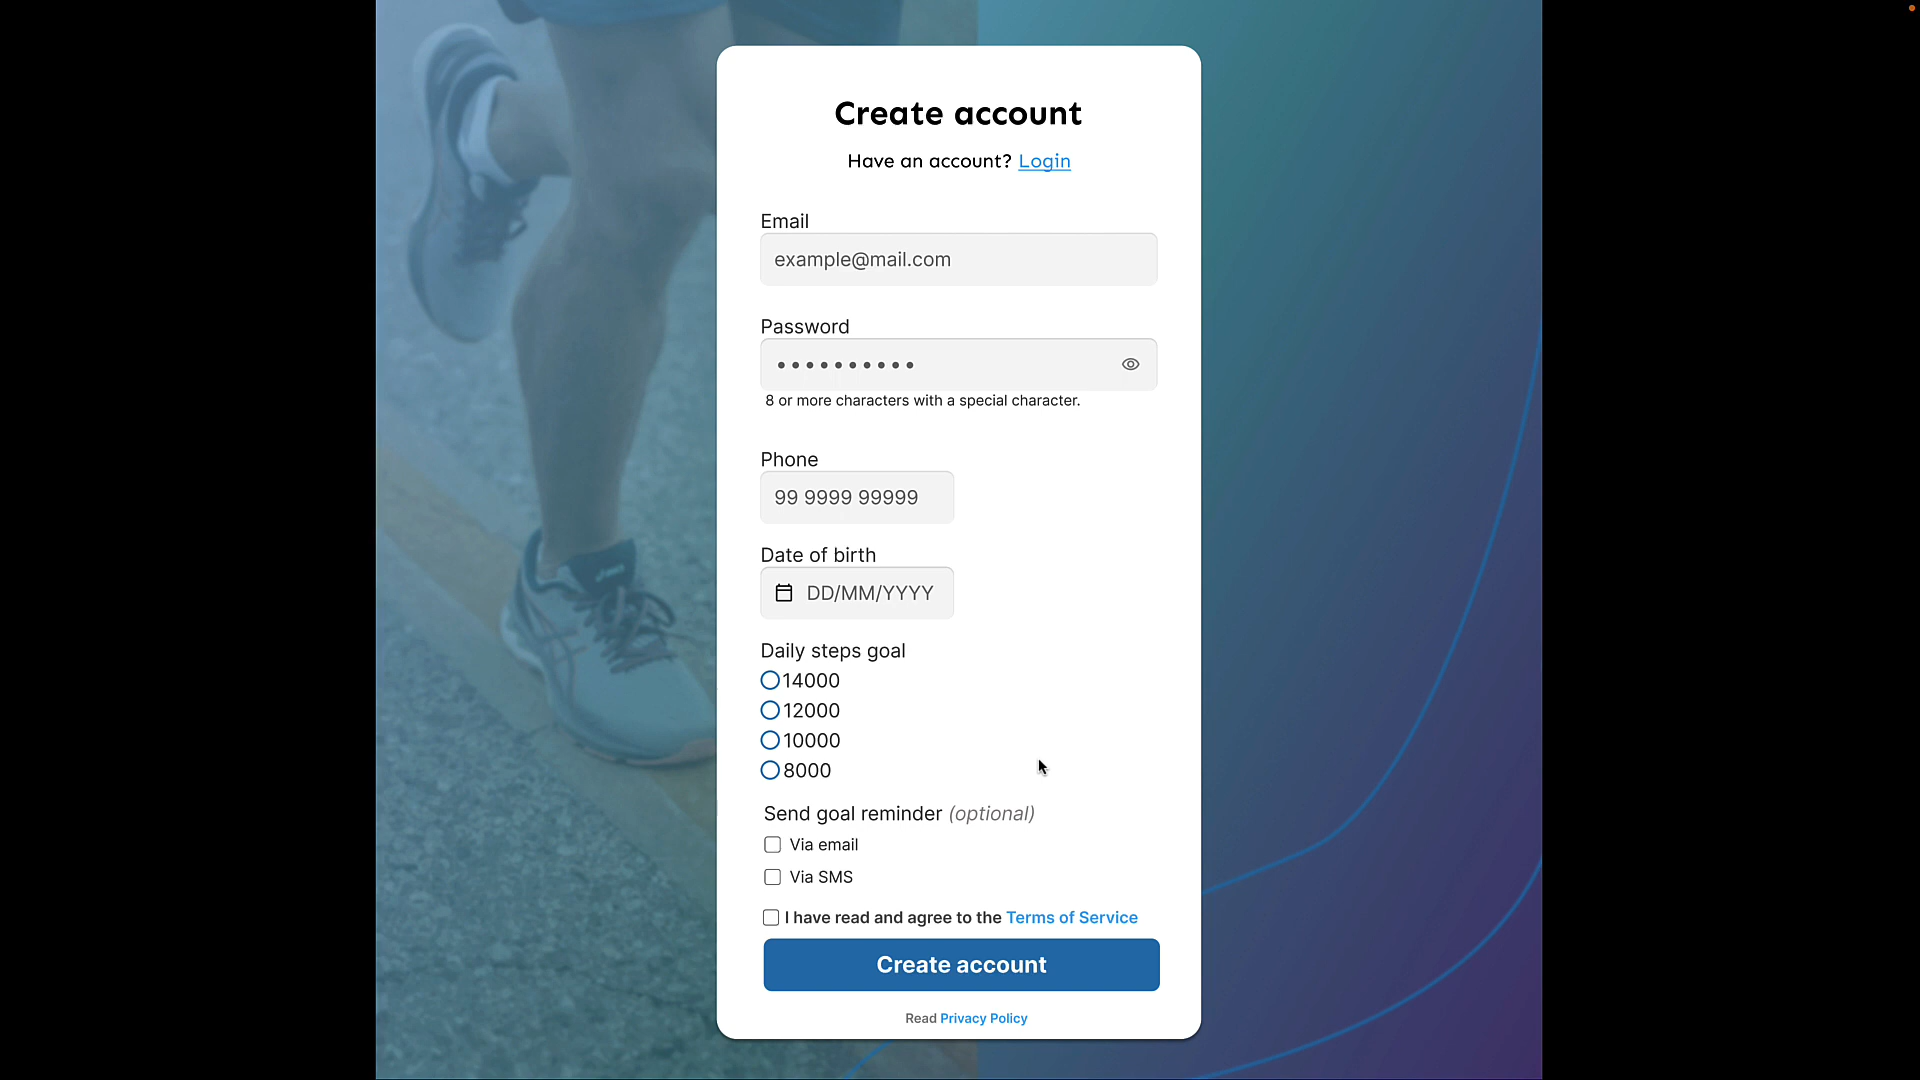 Create account
Have an account? Login
Email
example@mail.com
Password
••••••••••
8 or more characters with a special character.
Phone
99 9999 99999
Date of birth
DD/MM/YYYY
Daily steps goal
14000
12000
10000
8000
Send goal reminder (optional)
Via email
Via SMS
I have read and agree to the Terms of Service
Create account
Read Privacy Policy